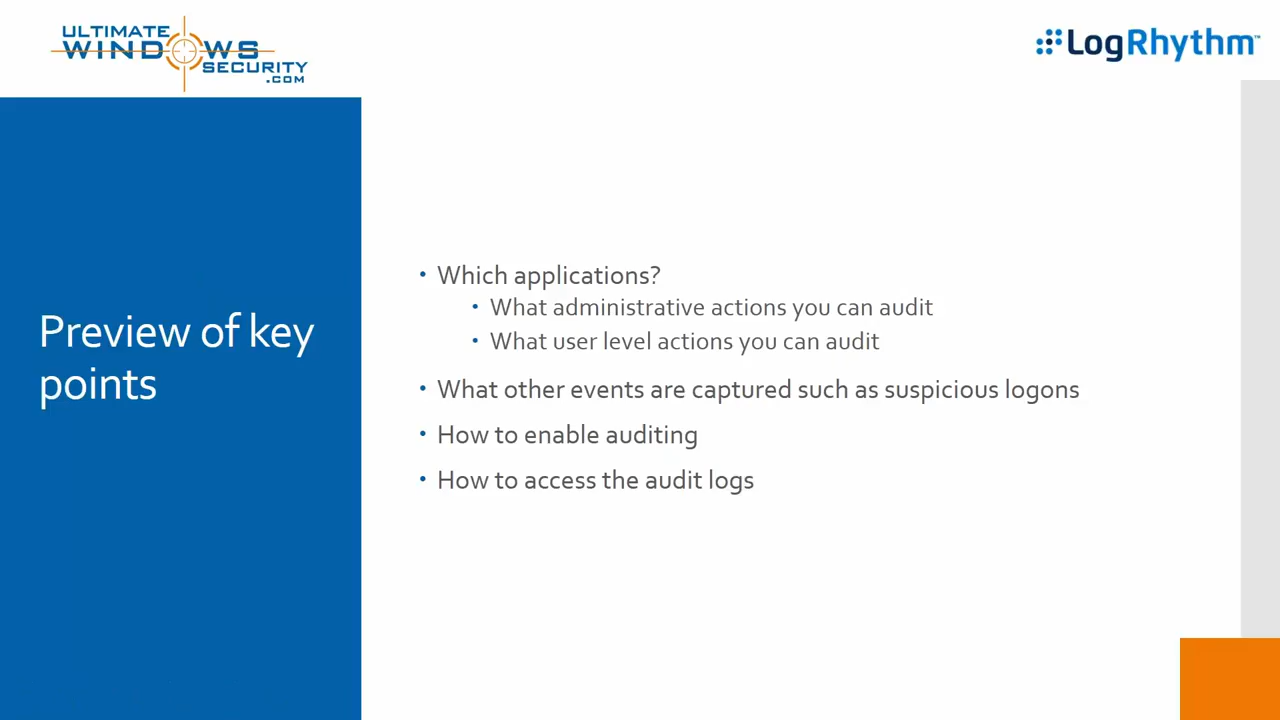 ULTIMATE
WINDOWS
SECURITY
.COM
LogRhythm™
Preview of key
points
• Which applications?
• What administrative actions you can audit
• What user level actions you can audit
• What other events are captured such as suspicious logons
• How to enable auditing
• How to access the audit logs